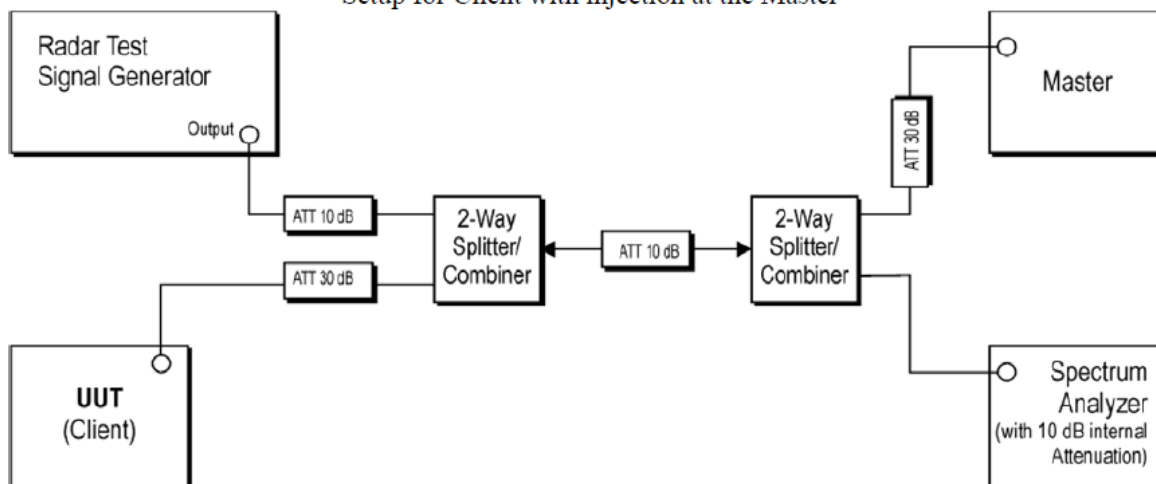 Setup for Client with injection at the Master
Radar Test
Signal Generator
Output
Master
ATT 30 dB
ATT 10 dB
2-Way
Splitter/
Combiner
ATT 10 dB
2-Way
Splitter/
Combiner
ATT 30 dB
UUT
(Client)
Spectrum
Analyzer
(with 10 dB internal
Attenuation)